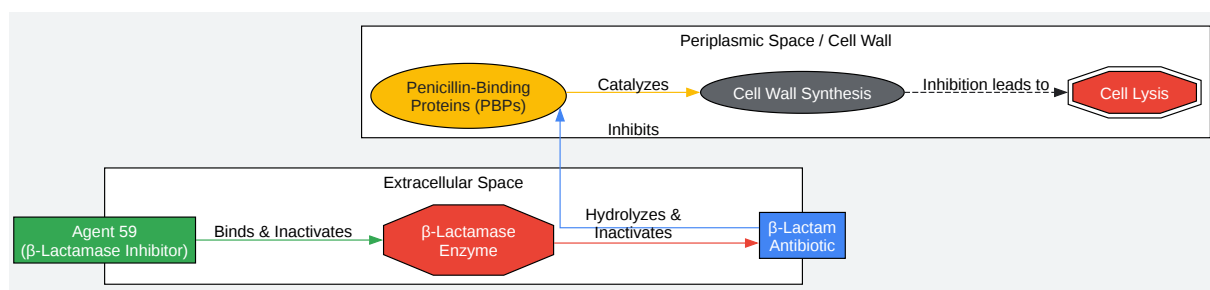 Periplasmic Space / Cell Wall
Penicillin-Binding
Proteins (PBPs)
Catalyzes
Cell Wall Synthesis
Inhibition leads to
Cell Lysis
Inhibits
Extracellular Space
Agent 59
(β-Lactamase Inhibitor)
Binds & Inactivates
β-Lactamase
Enzyme
Hydrolyzes &
Inactivates
β-Lactam
Antibiotic